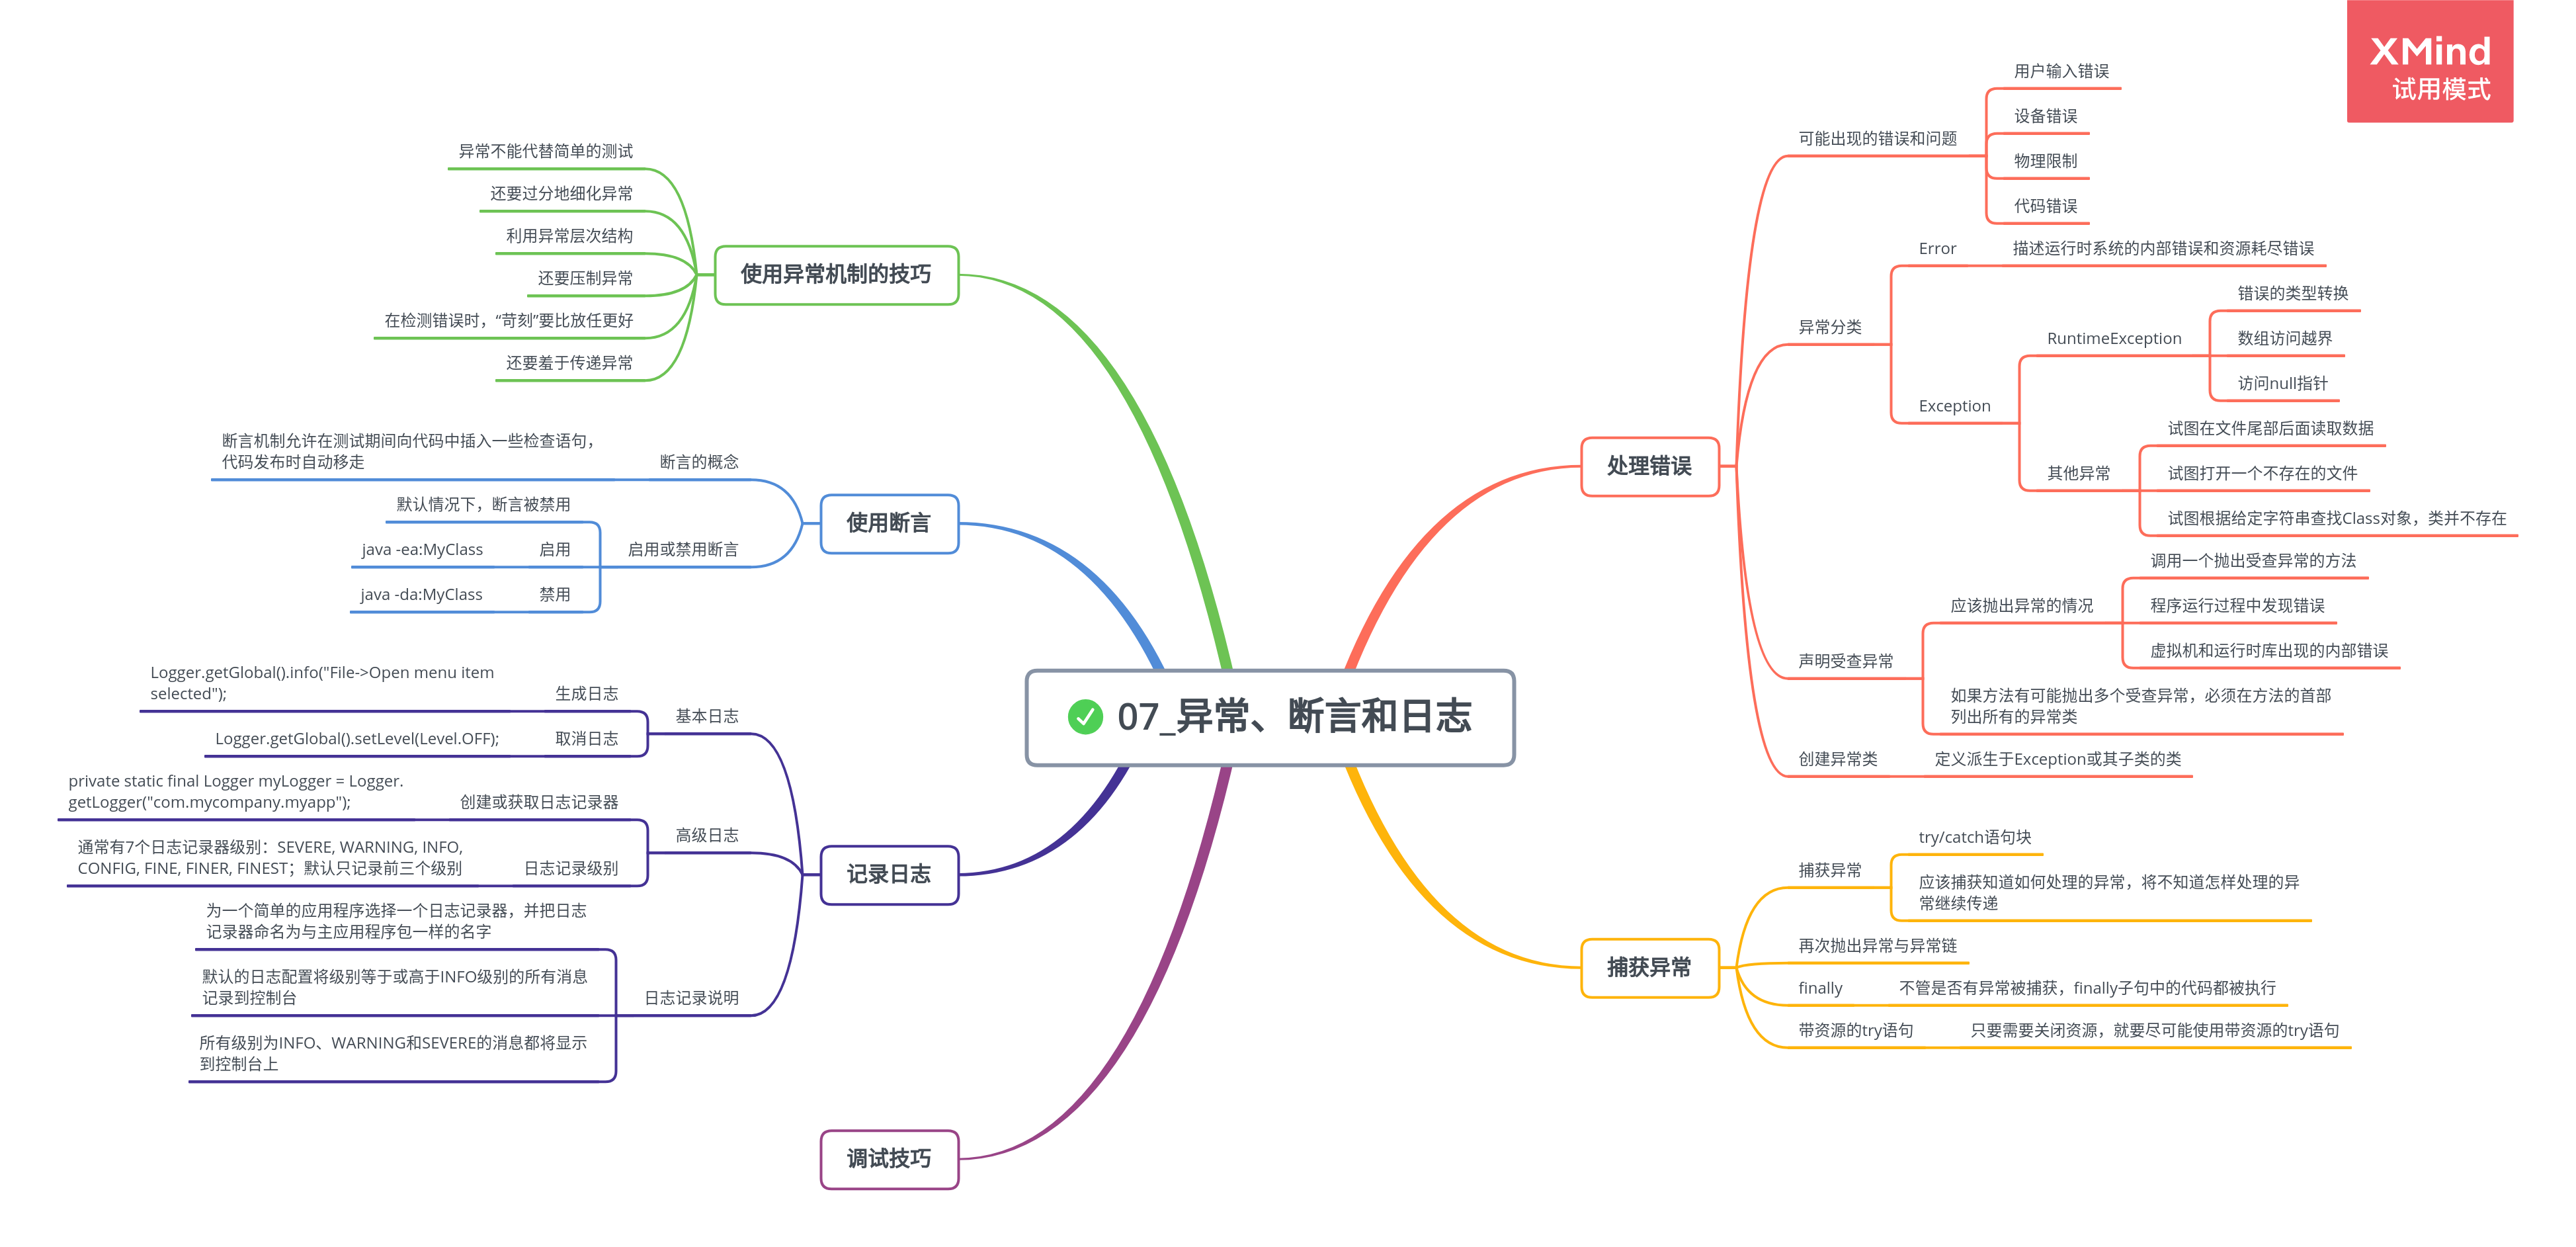 XMind
试用模式
07_异常、断言和日志
处理错误
可能出现的错误和问题
用户输入错误
设备错误
物理限制
代码错误
异常分类
Error
描述运行时系统的内部错误和资源耗尽错误
Exception
RuntimeException
错误的类型转换
数组访问越界
访问null指针
其他异常
试图在文件尾部后面读取数据
试图打开一个不存在的文件
试图根据给定字符串查找Class对象，类并不存在
声明受查异常
应该抛出异常的情况
调用一个抛出受查异常的方法
程序运行过程中发现错误
虚拟机和运行时库出现的内部错误
如果方法有可能抛出多个受查异常，必须在方法的首部
列出所有的异常类
创建异常类
定义派生于Exception或其子类的类
捕获异常
捕获异常
try/catch语句块
应该捕获知道如何处理的异常，将不知道怎样处理的异
常继续传递
再次抛出异常与异常链
finally
不管是否有异常被捕获，finally子句中的代码都被执行
带资源的try语句
只要需要关闭资源，就要尽可能使用带资源的try语句
使用异常机制的技巧
异常不能代替简单的测试
还要过分地细化异常
利用异常层次结构
还要压制异常
在检测错误时，“苛刻”要比放任更好
还要羞于传递异常
使用断言
断言的概念
断言机制允许在测试期间向代码中插入一些检查语句，
代码发布时自动移走
启用或禁用断言
默认情况下，断言被禁用
启用
java -ea:MyClass
禁用
java -da:MyClass
记录日志
基本日志
生成日志
Logger.getGlobal().info("File->Open menu item
selected");
取消日志
Logger.getGlobal().setLevel(Level.OFF);
高级日志
创建或获取日志记录器
private static final Logger myLogger = Logger.
getLogger("com.mycompany.myapp");
日志记录级别
通常有7个日志记录器级别：SEVERE, WARNING, INFO,
CONFIG, FINE, FINER, FINEST；默认只记录前三个级别
日志记录说明
为一个简单的应用程序选择一个日志记录器，并把日志
记录器命名为与主应用程序包一样的名字
默认的日志配置将级别等于或高于INFO级别的所有消息
记录到控制台
所有级别为INFO、WARNING和SEVERE的消息都将显示
到控制台上
调试技巧